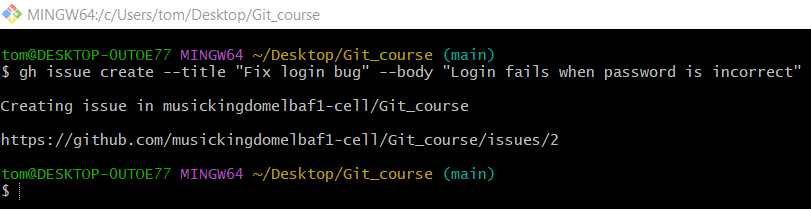 MINGW64:/c/Users/tom/Desktop/Git_course
tom@DESKTOP-OUTOE77 MINGW64 ~/Desktop/Git_course (main)
$ gh issue create --title "Fix login bug" --body "Login fails when password is incorrect"
Creating issue in musickingdomelbaf1-cell/Git_course
https://github.com/musickingdomelbaf1-cell/Git_course/issues/2
tom@DESKTOP-OUTOE77 MINGW64 ~/Desktop/Git_course (main)
$